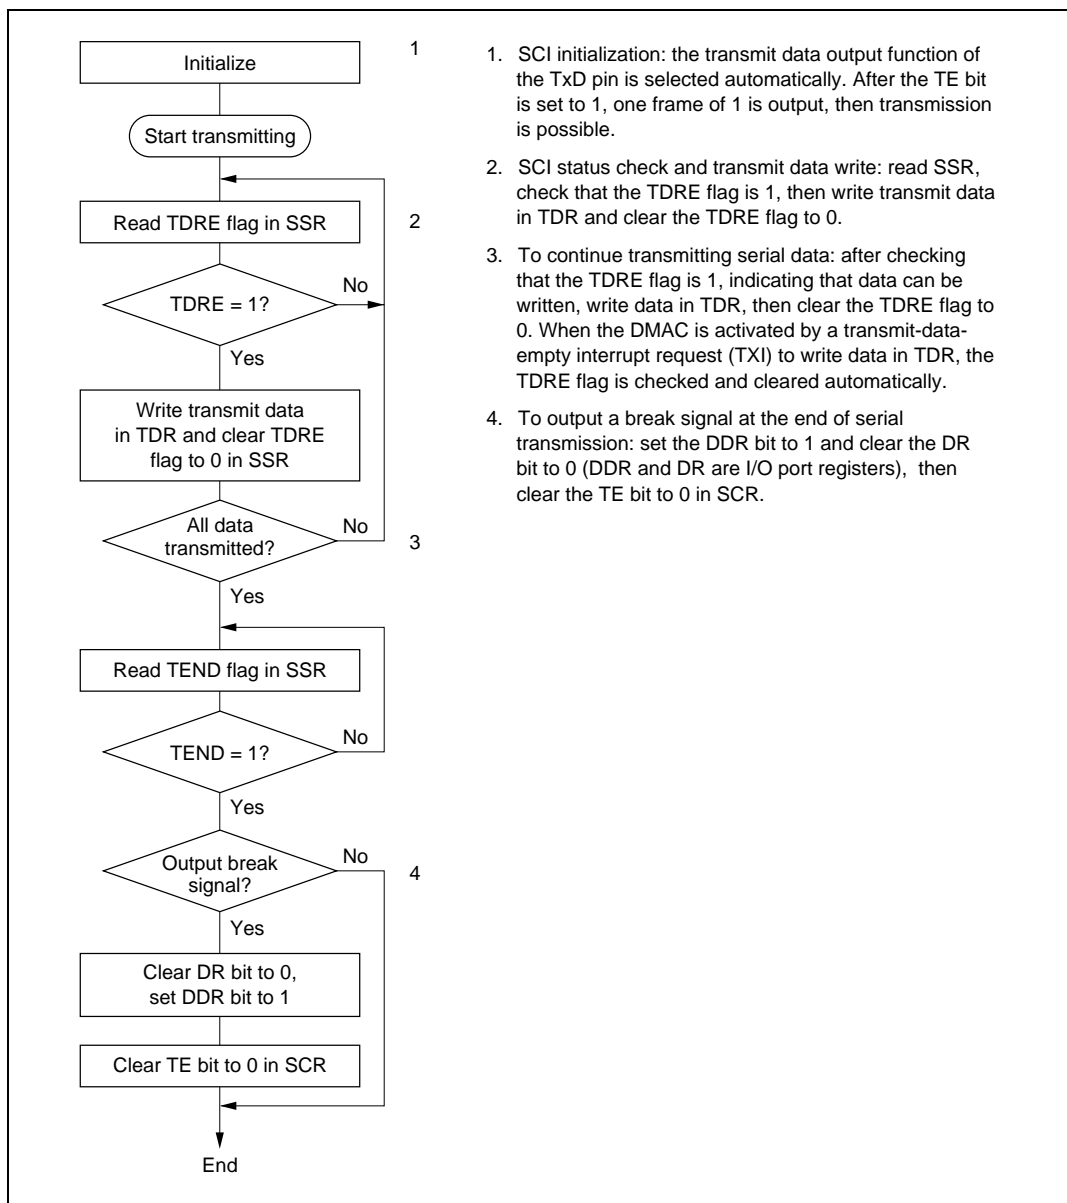 Initialize
1
Start transmitting
Read TDRE flag in SSR
2
TDRE = 1?
No
Yes
Write transmit data
in TDR and clear TDRE
flag to 0 in SSR
All data
transmitted?
No
3
Yes
Read TEND flag in SSR
TEND = 1?
No
Yes
Output break
signal?
No
4
Yes
Clear DR bit to 0,
set DDR bit to 1
Clear TE bit to 0 in SCR
End
1. SCI initialization: the transmit data output function of
the TxD pin is selected automatically. After the TE bit
is set to 1, one frame of 1 is output, then transmission
is possible.
2. SCI status check and transmit data write: read SSR,
check that the TDRE flag is 1, then write transmit data
in TDR and clear the TDRE flag to 0.
3. To continue transmitting serial data: after checking
that the TDRE flag is 1, indicating that data can be
written, write data in TDR, then clear the TDRE flag to
0. When the DMAC is activated by a transmit-data-
empty interrupt request (TXI) to write data in TDR, the
TDRE flag is checked and cleared automatically.
4. To output a break signal at the end of serial
transmission: set the DDR bit to 1 and clear the DR
bit to 0 (DDR and DR are I/O port registers), then
clear the TE bit to 0 in SCR.